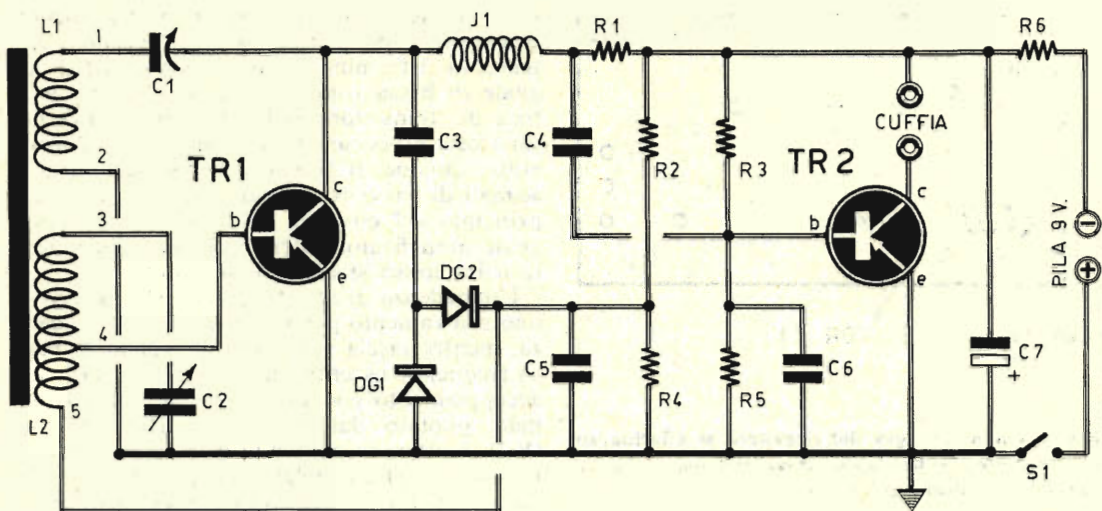 L1
1
C1
J1
R1
R6
2
C3
C4
R2
R3
CUFFIA
TR1
TR2
c
b
e
c
b
e
3
4
5
L2
C2
DG2
DG1
C5
R4
R5
C6
C7
+
PILA 9 V.
S1